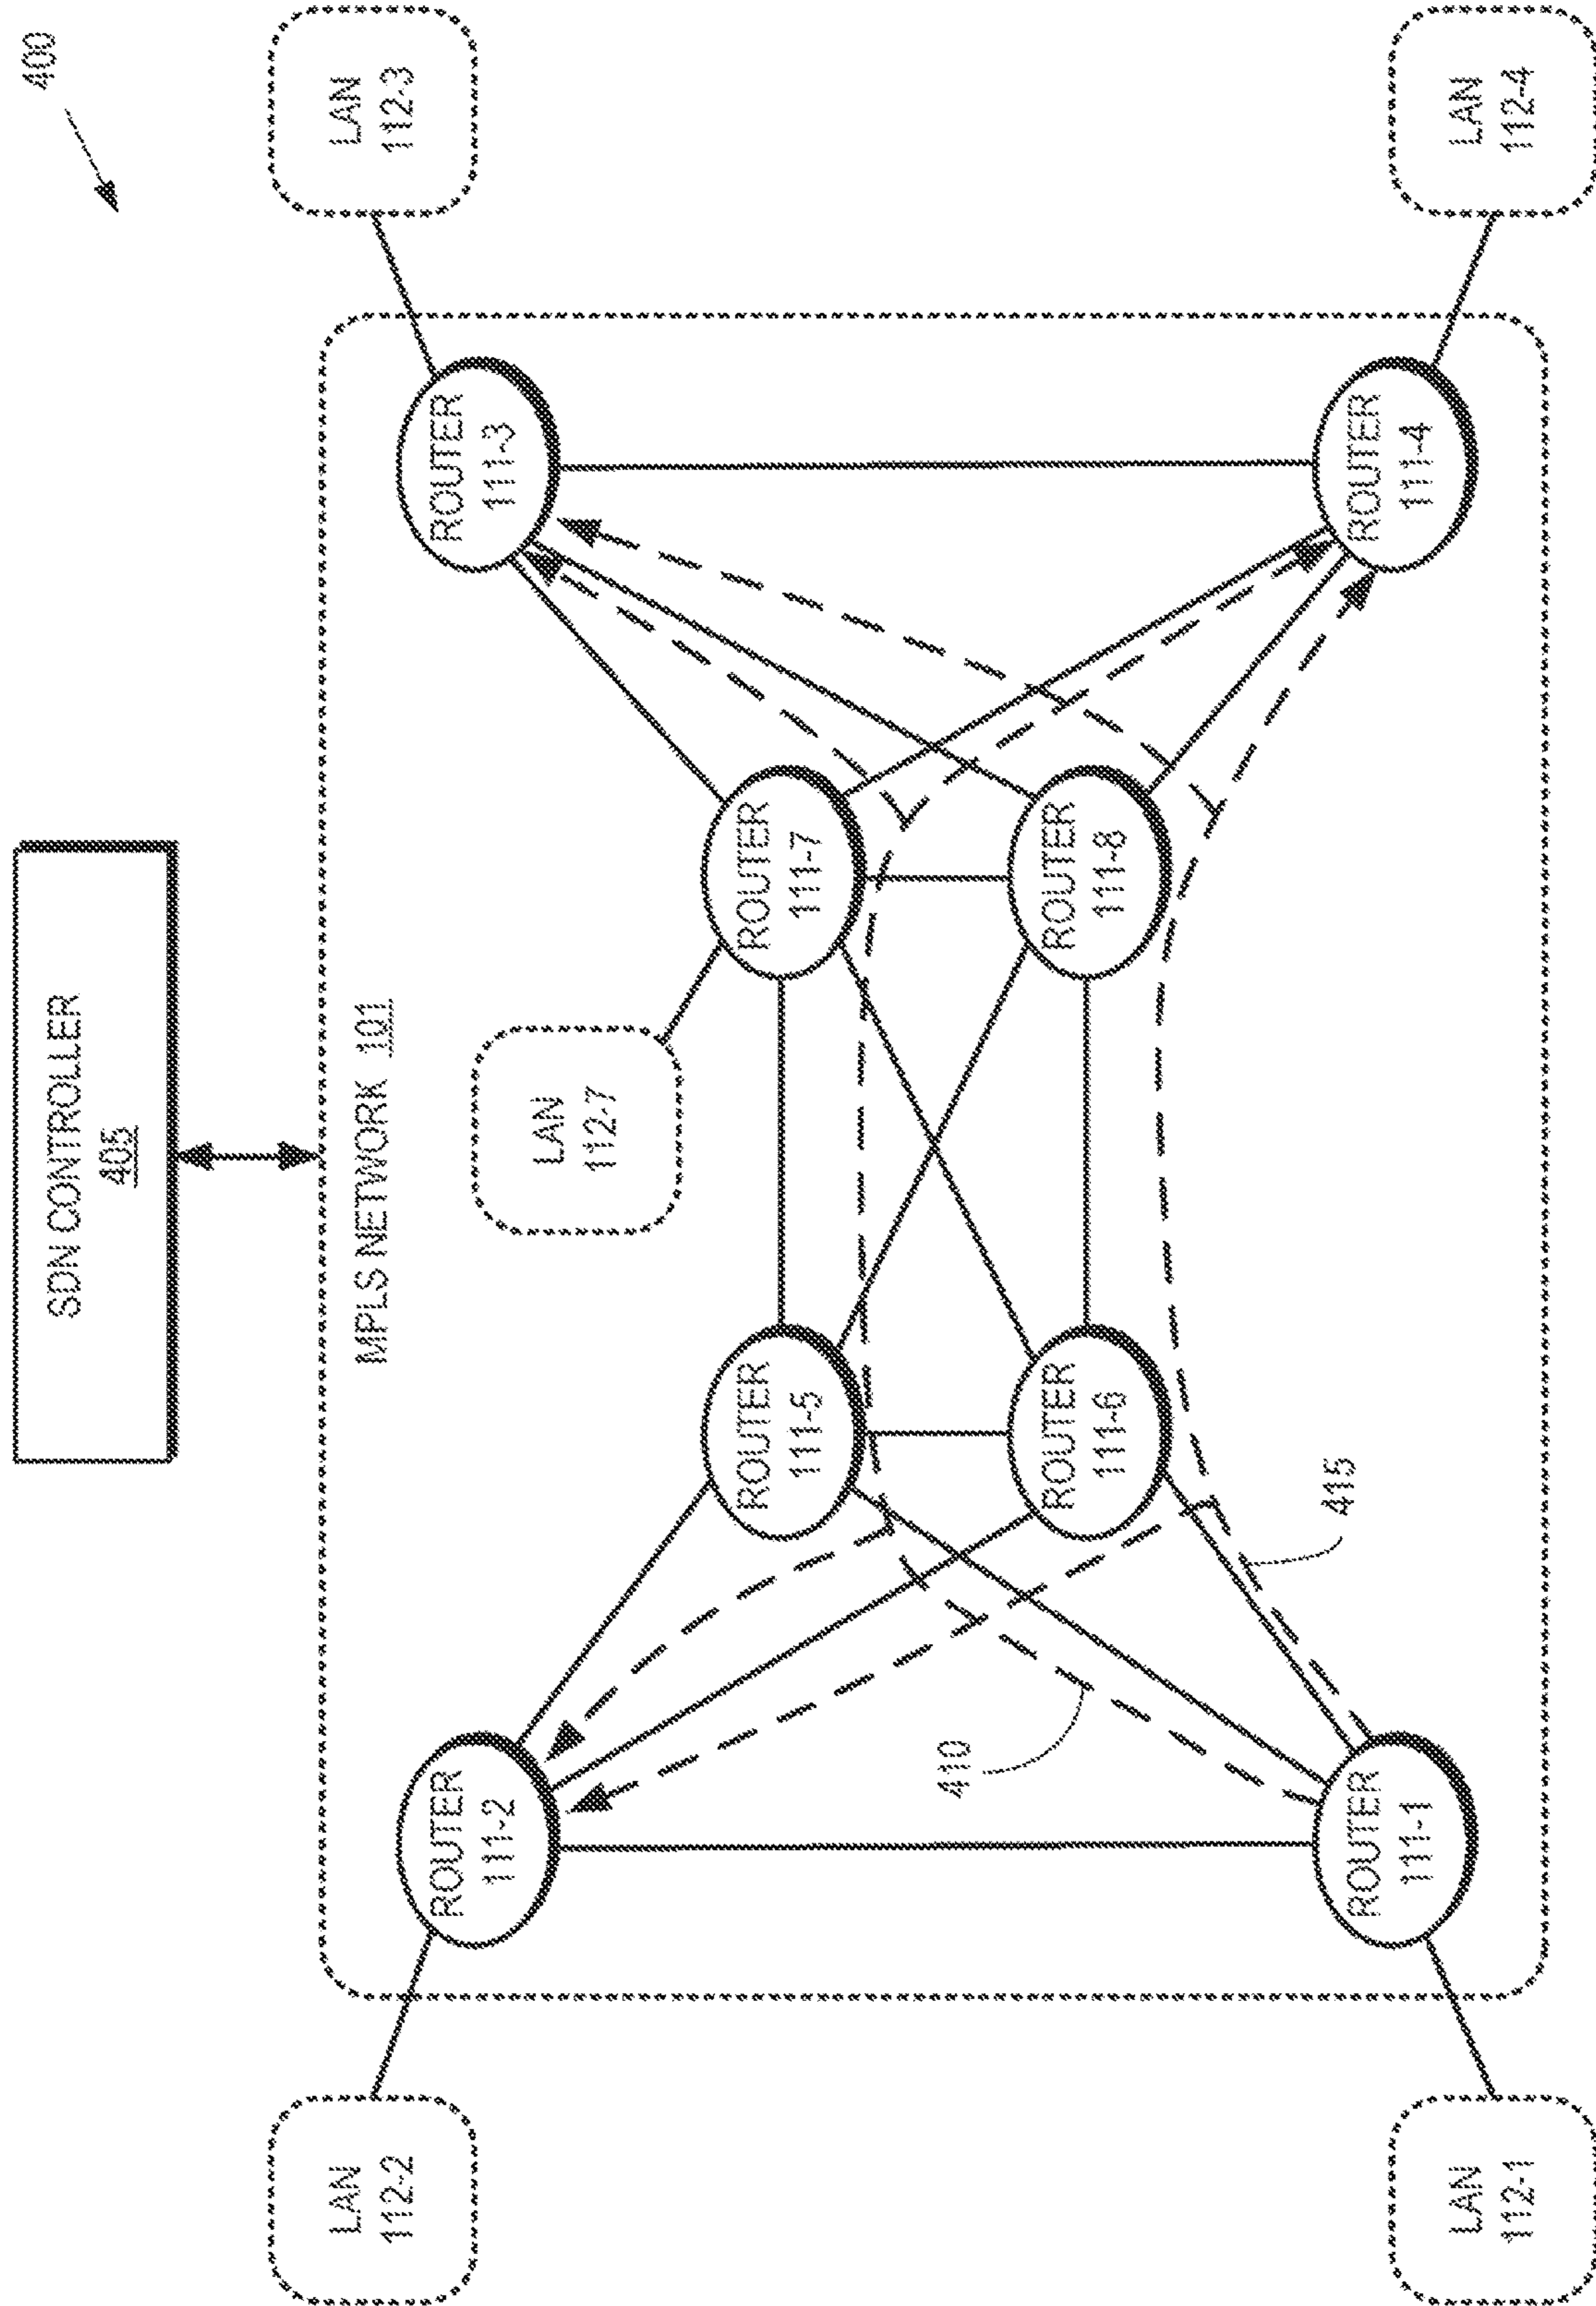 400
SDN CONTROLLER
405
MPLS NETWORK 101
LAN
112-2
LAN
112-3
ROUTER
111-2
ROUTER
111-3
LAN
112-7
ROUTER
111-5
ROUTER
111-7
ROUTER
111-6
ROUTER
111-8
410
415
ROUTER
111-1
ROUTER
111-4
LAN
112-1
LAN
112-4